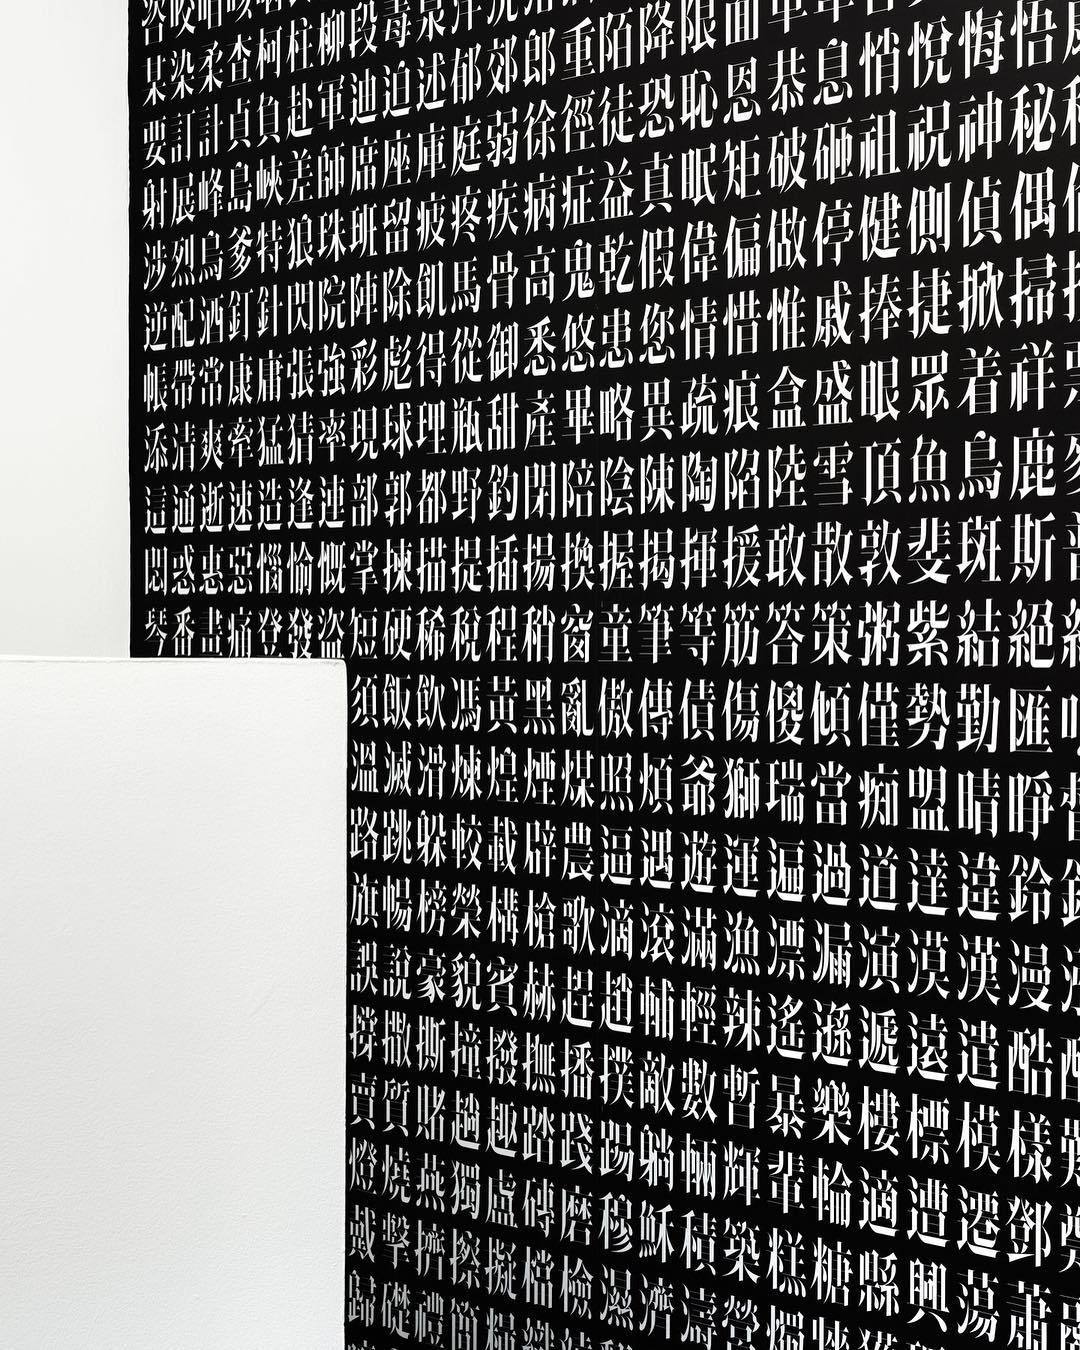 咨咬咱咳
某染柔查柯柱柳段毒泉洋洗
要訂計貞負赴軍迪迫述郁郊郎重陌降限面
射展峰島峽差師席座庫庭弱徐徑徒恐恥恩恭息悄悅悔悟
涉烈烏爹特狼珠班留疲疼疾病症益真眠矩破砸祖祝神秘
逆配酒釘針閃院陣除飢馬骨高鬼乾假偉偏做停健側偵偶
帳帶常康庸張強彩彪得從御悉悠患您情惜惟戚捧捷掀掃
添清爽牽猛猜率現球理瓶甜產畢略異疏痕盒盛眼眾着祥
這通逝速造逢連部郭都野釣閉陪陰陳陶陷陸雪頂魚鳥鹿
悶惑惠惡惱愉慨掌揀描提插揚換握揭揮援敢散敦斐斑斯普
琴番畫痛登發盜短硬稀稅程稍窗童筆等筋答策粥紫結絕
須飯飲馮黃黑亂傲傳債傷傻傾僅勢勤匯
溫滅滑煉煌煙煤照煩爺獅瑞當痴盟睛睜
路跳躲較載辟農逼遇遊運遍過道達違鈴
旗暢榜榮構槍歌滴滾滿漁漂漏演漠漢漫
誤說豪貌賓赫趕趙輔輕辣遙遜遞遠遣酷
撈撒撕撞撥撫播撲敵數暫暴樂樓標模樣
賣質賭趟趣踏踐踢躺輛輝輩輪適遭遷鄧
燈燒燕獨盧磚磨穆穌積築糕糖縣興蕩蕭
戴擊擠擦擬檔檢濕濟濤營燭
歸礎禮簡糧織